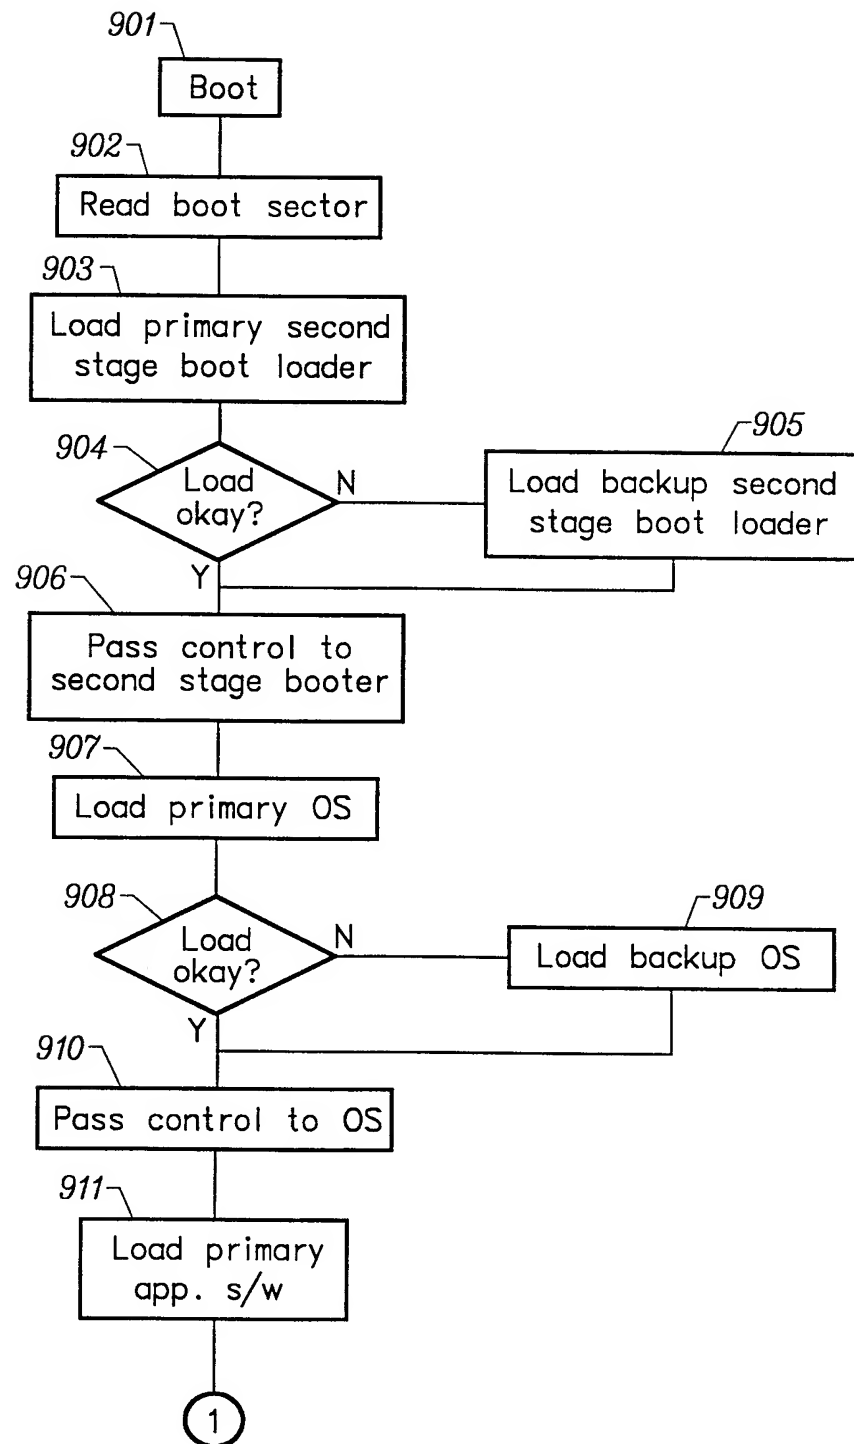 901
Boot
902
Read boot sector
903
Load primary second
stage boot loader
904
Load
okay?
N
Y
905
Load backup second
stage boot loader
906
Pass control to
second stage booter
907
Load primary OS
908
Load
okay?
N
Y
909
Load backup OS
910
Pass control to OS
911
Load primary
app. s/w
1